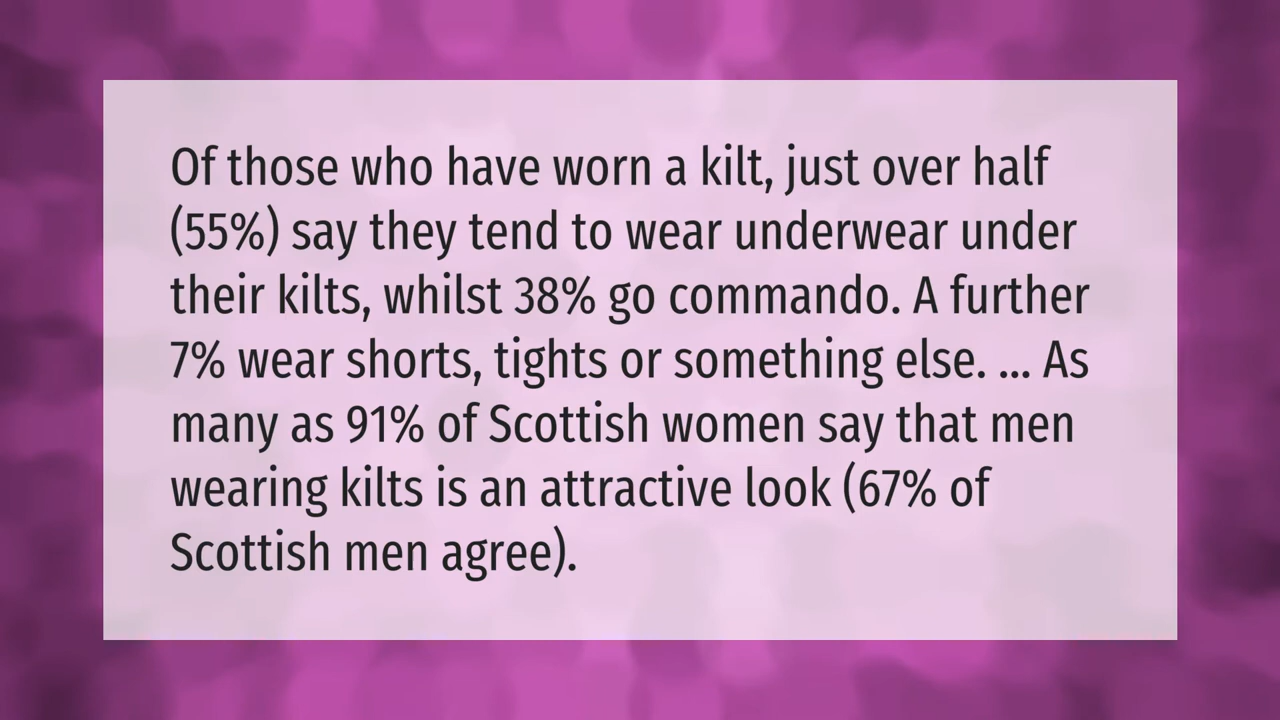 Of those who have worn a kilt, just over half
(55%) say they tend to wear underwear under
their kilts, whilst 38% go commando. A further
7% wear shorts, tights or something else. ... As
many as 91% of Scottish women say that men
wearing kilts is an attractive look (67% of
Scottish men agree).